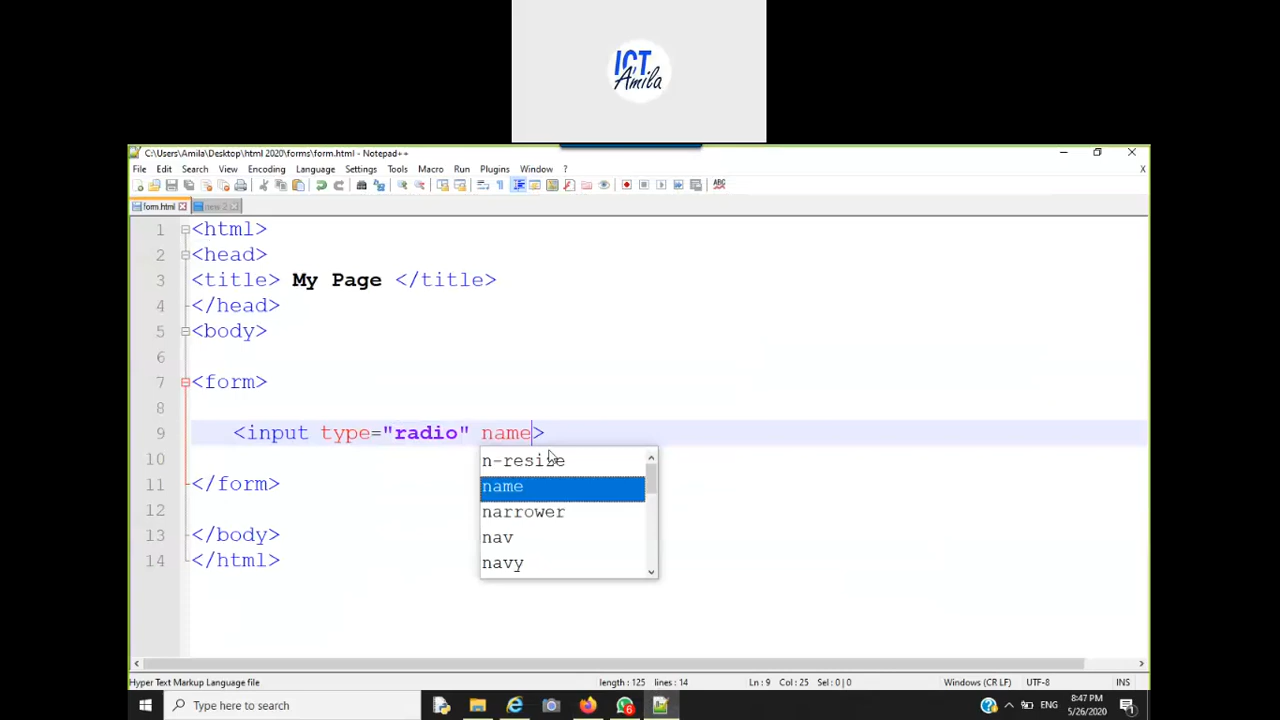 ICT.
Amila
C:\Users\Amila\Desktop\html 2020\forms\form.html - Notepad++
File Edit Search View Encoding Language Settings Tools Macro Run Plugins Window ?
X
form.html new 2
1 <html>
2 <head>
3 <title> My Page </title>
4 </head>
5 <body>
6
7 <form>
8
9 <input type="radio" name>
10
11 </form>
12
13 </body>
14 </html>
n-resize
name
narrower
nav
navy
Hyper Text Markup Language file length : 125 lines : 14 Ln : 9 Col : 25 Sel : 0 | 0 Windows (CR LF) UTF-8 INS
Type here to search
6
ENG
8:47 PM
5/26/2020
1